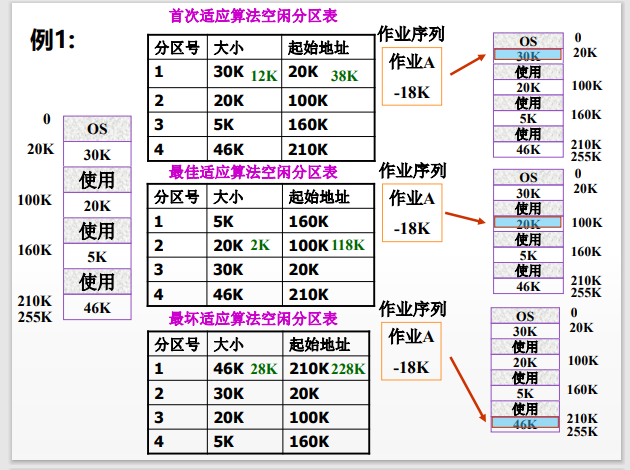 例1:
0
OS
20K
30K
使用
100K
20K
使用
160K
5K
使用
210K
46K
255K
首次适应算法空闲分区表
分区号 大小 起始地址
1 30K 12K 20K 38K
2 20K 100K
3 5K 160K
4 46K 210K
作业序列
作业A
-18K
OS 0
30K 20K
使用
20K 100K
使用
5K 160K
使用
46K 210K
255K
最佳适应算法空闲分区表
分区号 大小 起始地址
1 5K 160K
2 20K 2K 100K 118K
3 30K 20K
4 46K 210K
作业序列
作业A
-18K
OS 0
30K 20K
使用
20K 100K
使用
5K 160K
使用
46K 210K
255K
最坏适应算法空闲分区表
分区号 大小 起始地址
1 46K 28K 210K 228K
2 30K 20K
3 20K 100K
4 5K 160K
作业序列
作业A
-18K
OS 0
30K 20K
使用
20K 100K
使用
5K 160K
使用
46K 210K
255K